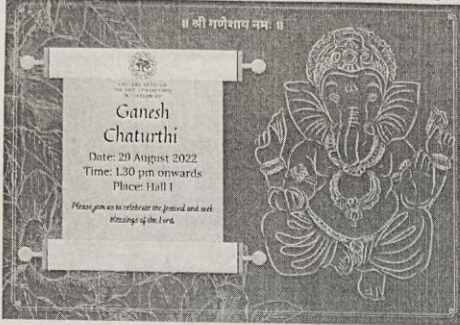 ॥ श्री गणेशाय नमः ॥
Ganesh
Chaturthi
Date: 29 August 2022
Time: 1.30 pm onwards
Place: Hall I
Please join us to celebrate the festival and seek
blessings of the Lord.